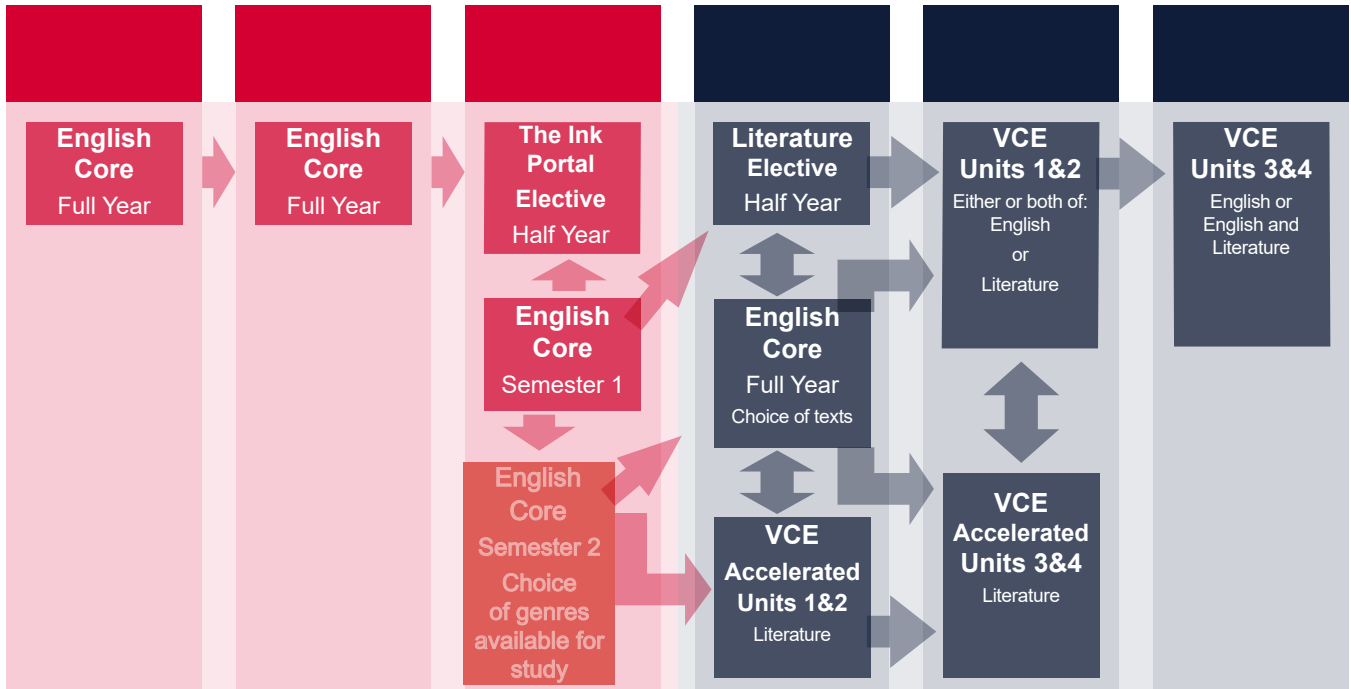 English
Core
Full Year
English
Core
Full Year
The Ink
Portal
Elective
Half Year
English
Core
Semester 1
English
Core
Semester 2
Choice
of genres
available for
study
Literature
Elective
Half Year
English
Core
Full Year
Choice of texts
VCE
Accelerated
Units 1&2
Literature
VCE
Units 1&2
Either or both of:
English
or
Literature
VCE
Accelerated
Units 3&4
Literature
VCE
Units 3&4
English or
English and
Literature